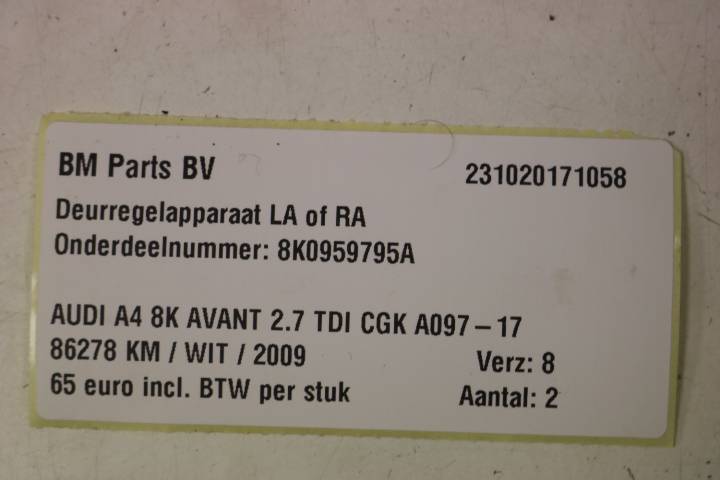 BM Parts BV 231020171058
Deurregelapparaat LA of RA
Onderdeelnummer: 8K0959795A
AUDI A4 8K AVANT 2.7 TDI CGK A097 – 17
86278 KM / WIT / 2009 Verz: 8
65 euro incl. BTW per stuk Aantal: 2